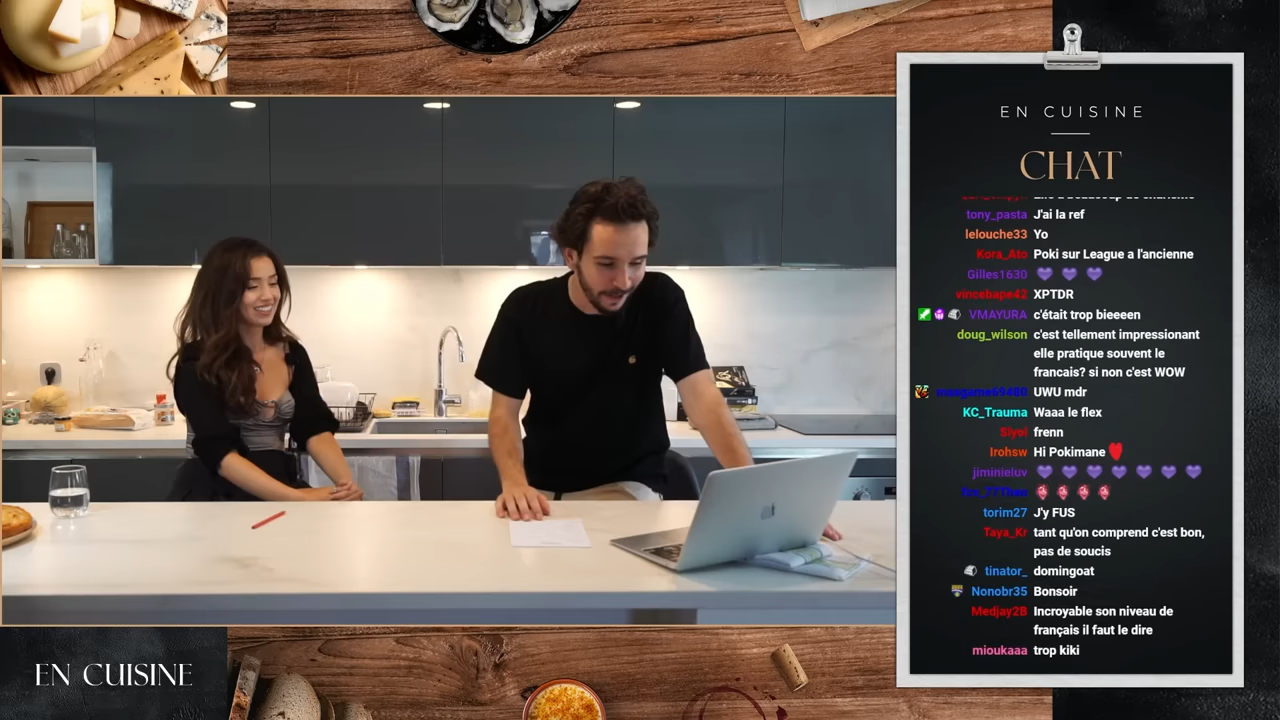 EN CUISINE
CHAT
tony_pasta J'ai la ref
lelouche33 Yo
Kora_Ato Poki sur League a l'ancienne
Gilles1630
vincebape42 XPTDR
VMAYURA c'était trop bieeeen
doug_wilson c'est tellement impressionant
elle pratique souvent le
francais? si non c'est WOW
UWU mdr
KC_Trauma Waaa le flex
Siyol frenn
Irohsw Hi Pokimane
jiminieluv
torim27 J'y FUS
Taya_Kr tant qu'on comprend c'est bon,
pas de soucis
tinator_ domingoat
Nonobr35 Bonsoir
Medjay2B Incroyable son niveau de
français il faut le dire
mioukaaa trop kiki
EN CUISINE